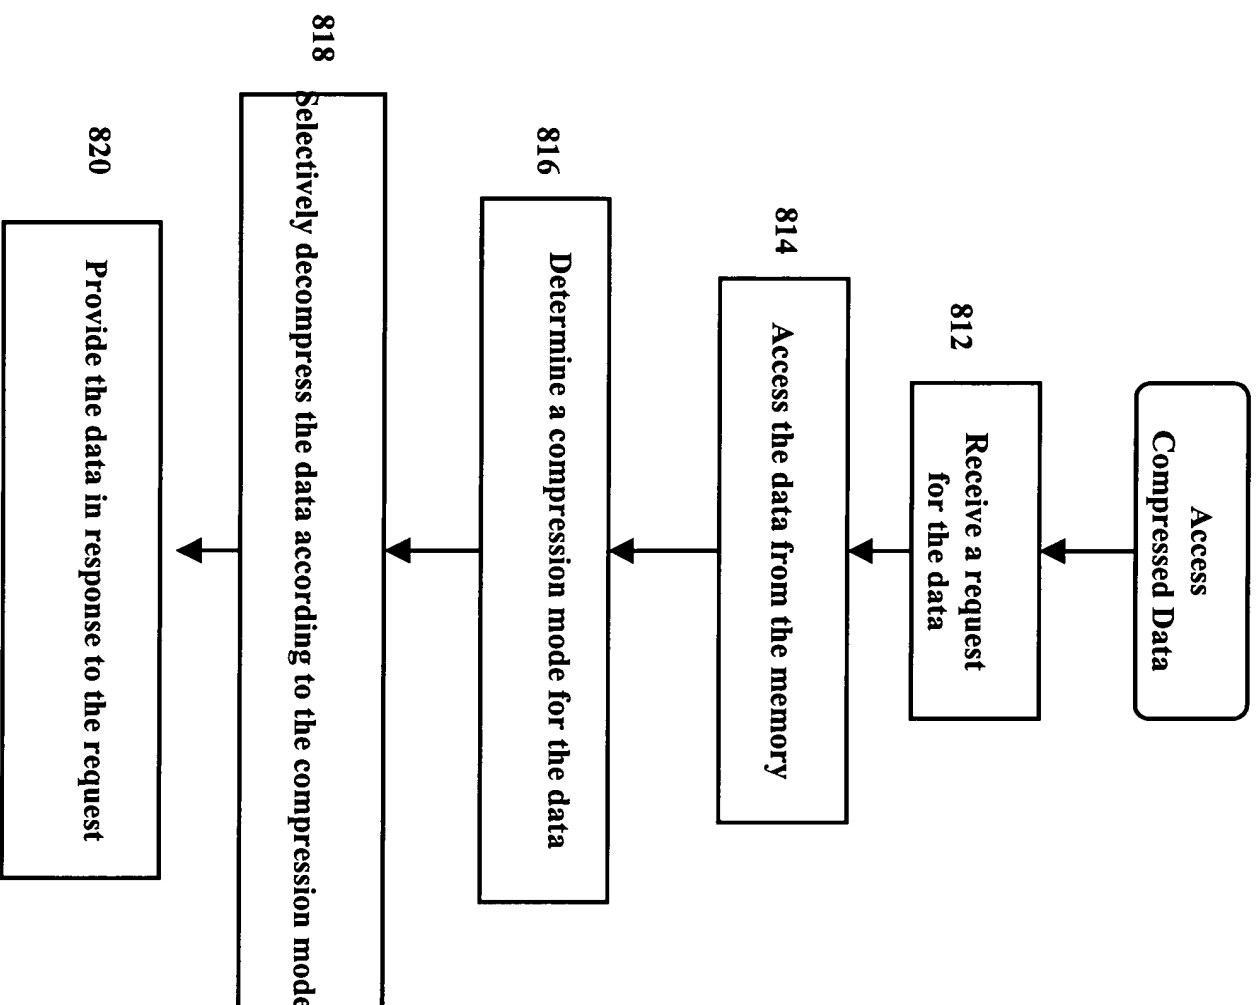 Access
Compressed Data
812
Receive a request
for the data
814
Access the data from the memory
816
Determine a compression mode for the data
818
Selectively decompress the data according to the compression mode
820
Provide the data in response to the request